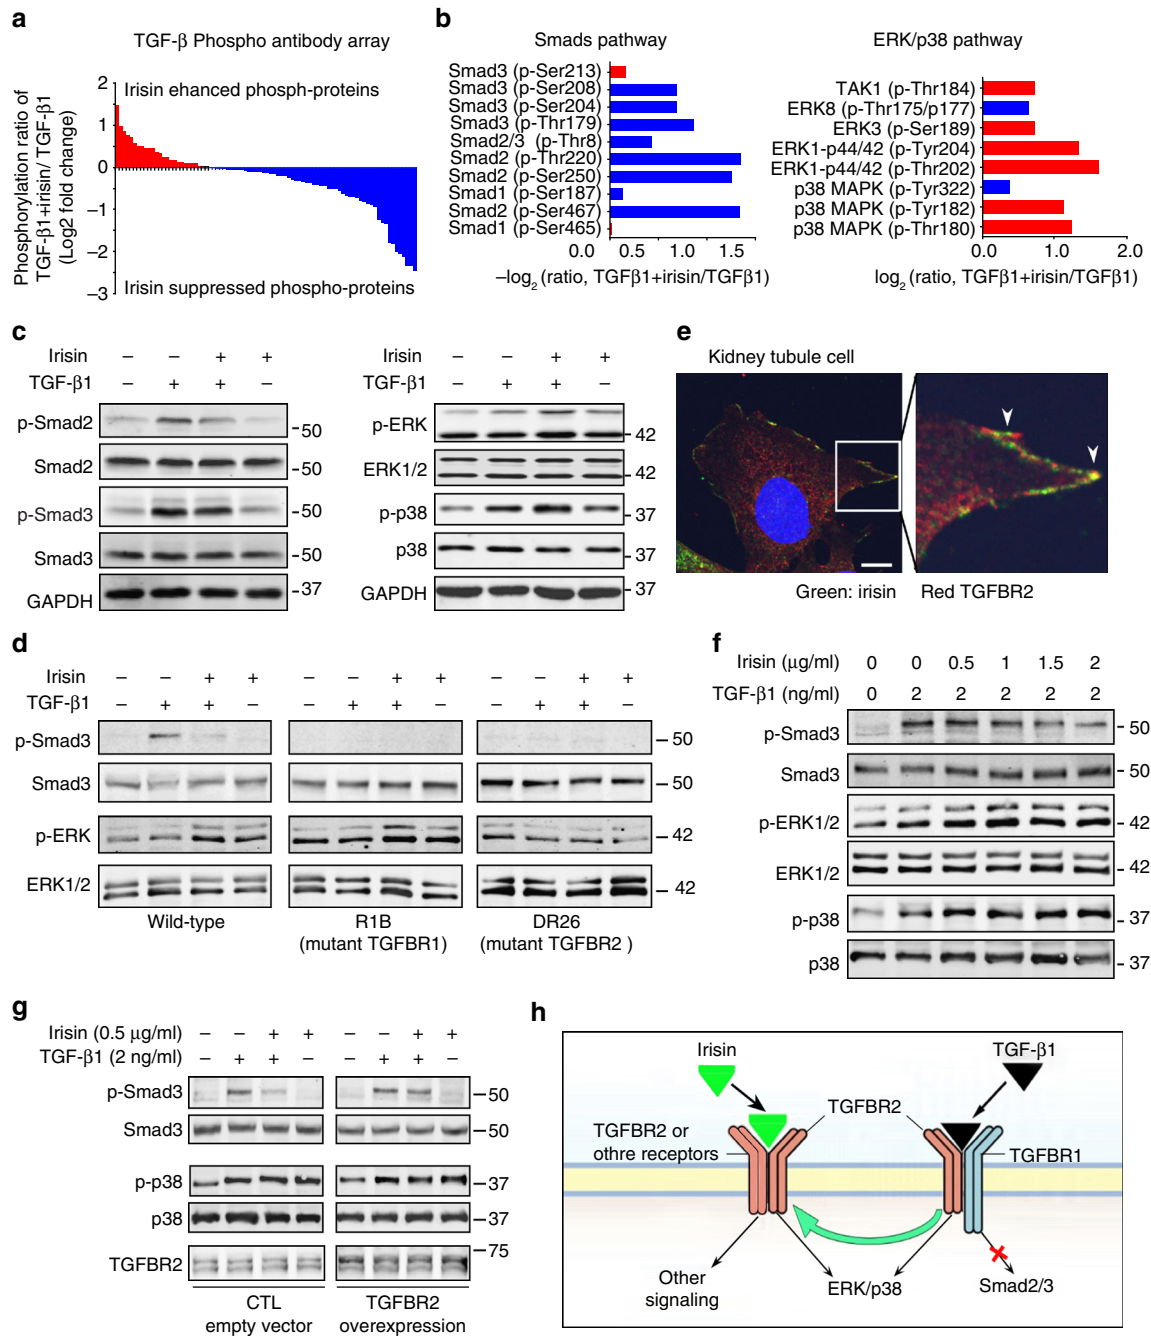 a
TGF-β Phospho antibody array
Phosphorylation ratio of
TGF-β1+irisin/ TGF-β1
(Log2 fold change)
2
1
0
−1
−2
−3
Irisin ehanced phosph-proteins
Irisin suppressed phospho-proteins
b
Smads pathway
Smad3 (p-Ser213)
Smad3 (p-Ser208)
Smad3 (p-Ser204)
Smad3 (p-Thr179)
Smad2/3 (p-Thr8)
Smad2 (p-Thr220)
Smad2 (p-Ser250)
Smad1 (p-Ser187)
Smad2 (p-Ser467)
Smad1 (p-Ser465)
0.0 0.5 1.0 1.5
−log2 (ratio, TGFβ1+irisin/TGFβ1)
ERK/p38 pathway
TAK1 (p-Thr184)
ERK8 (p-Thr175/p177)
ERK3 (p-Ser189)
ERK1-p44/42 (p-Tyr204)
ERK1-p44/42 (p-Thr202)
p38 MAPK (p-Tyr322)
p38 MAPK (p-Tyr182)
p38 MAPK (p-Thr180)
0.0 1.0 2.0
log2 (ratio, TGFβ1+irisin/TGFβ1)
c
Irisin − − + +
TGF-β1 − + + −
p-Smad2 -50
Smad2 -50
p-Smad3 -50
Smad3 -50
GAPDH -37
Irisin − − + +
TGF-β1 − + + −
p-ERK - 42
ERK1/2 - 42
p-p38 - 37
p38 - 37
GAPDH - 37
e
Kidney tubule cell
Green: irisin Red TGFBR2
d
Irisin − − + + − − + + − − + +
TGF-β1 − + + − − + + − − + + −
p-Smad3 – 50
Smad3 – 50
p-ERK – 42
ERK1/2 – 42
Wild-type
R1B
(mutant TGFBR1)
DR26
(mutant TGFBR2 )
f
Irisin (μg/ml) 0 0 0.5 1 1.5 2
TGF-β1 (ng/ml) 0 2 2 2 2 2
p-Smad3 - 50
Smad3 - 50
p-ERK1/2 - 42
ERK1/2 - 42
p-p38 - 37
p38 - 37
g
Irisin (0.5 μg/ml) − − + + − − + +
TGF-β1 (2 ng/ml) − + + − − + + −
p-Smad3 –50
Smad3 –50
p-p38 –37
p38 –37
TGFBR2 –75
CTL
empty vector
TGFBR2
overexpression
h
Irisin
TGF-β1
TGFBR2
TGFBR2 or
othre receptors
TGFBR1
Other
signaling
ERK/p38
Smad2/3